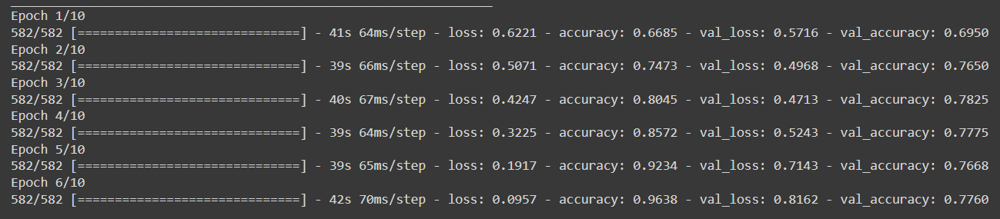 Epoch 1/10
582/582 [==============================] - 41s 64ms/step - loss: 0.6221 - accuracy: 0.6685 - val_loss: 0.5716 - val_accuracy: 0.6950
Epoch 2/10
582/582 [==============================] - 39s 66ms/step - loss: 0.5071 - accuracy: 0.7473 - val_loss: 0.4968 - val_accuracy: 0.7650
Epoch 3/10
582/582 [==============================] - 40s 67ms/step - loss: 0.4247 - accuracy: 0.8045 - val_loss: 0.4713 - val_accuracy: 0.7825
Epoch 4/10
582/582 [==============================] - 39s 64ms/step - loss: 0.3225 - accuracy: 0.8572 - val_loss: 0.5243 - val_accuracy: 0.7775
Epoch 5/10
582/582 [==============================] - 39s 65ms/step - loss: 0.1917 - accuracy: 0.9234 - val_loss: 0.7143 - val_accuracy: 0.7668
Epoch 6/10
582/582 [==============================] - 42s 70ms/step - loss: 0.0957 - accuracy: 0.9638 - val_loss: 0.8162 - val_accuracy: 0.7760